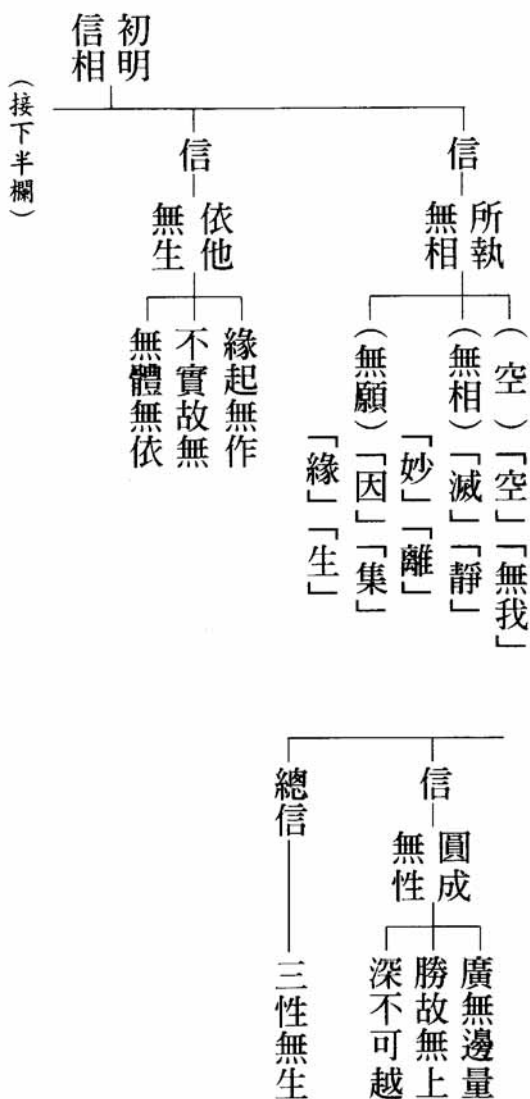 初明
信相
信
所執
無相
（空）「空」「無我」
（無相）「滅」「靜」
「妙」「離」
（無願）「因」「集」
「緣」「生」
信
依他
無生
緣起無作
不實故無
無體無依
（接下半欄）
信
圓成
無性
廣無邊量
勝故無上
深不可越
總信
三性無生